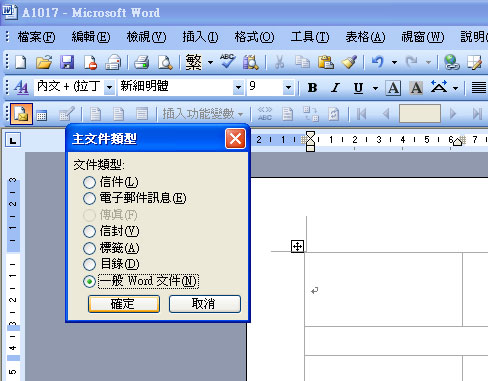 A1017 - Microsoft Word
檔案(F) 編輯(E) 檢視(V) 插入(I) 格式(O) 工具(T) 表格(A) 視窗(W) 說明
繁 ABC
內文 + (拉丁 新細明體 9 B I U A A
插入功能變數
主文件類型
文件類型:
信件(L)
電子郵件訊息(E)
傳真(F)
信封(V)
標籤(A)
目錄(D)
一般 Word 文件(N)
確定 取消